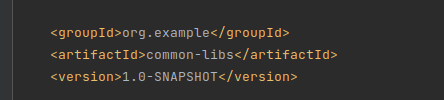 <groupId>org.example</groupId>
<artifactId>common-libs</artifactId>
<version>1.0-SNAPSHOT</version>